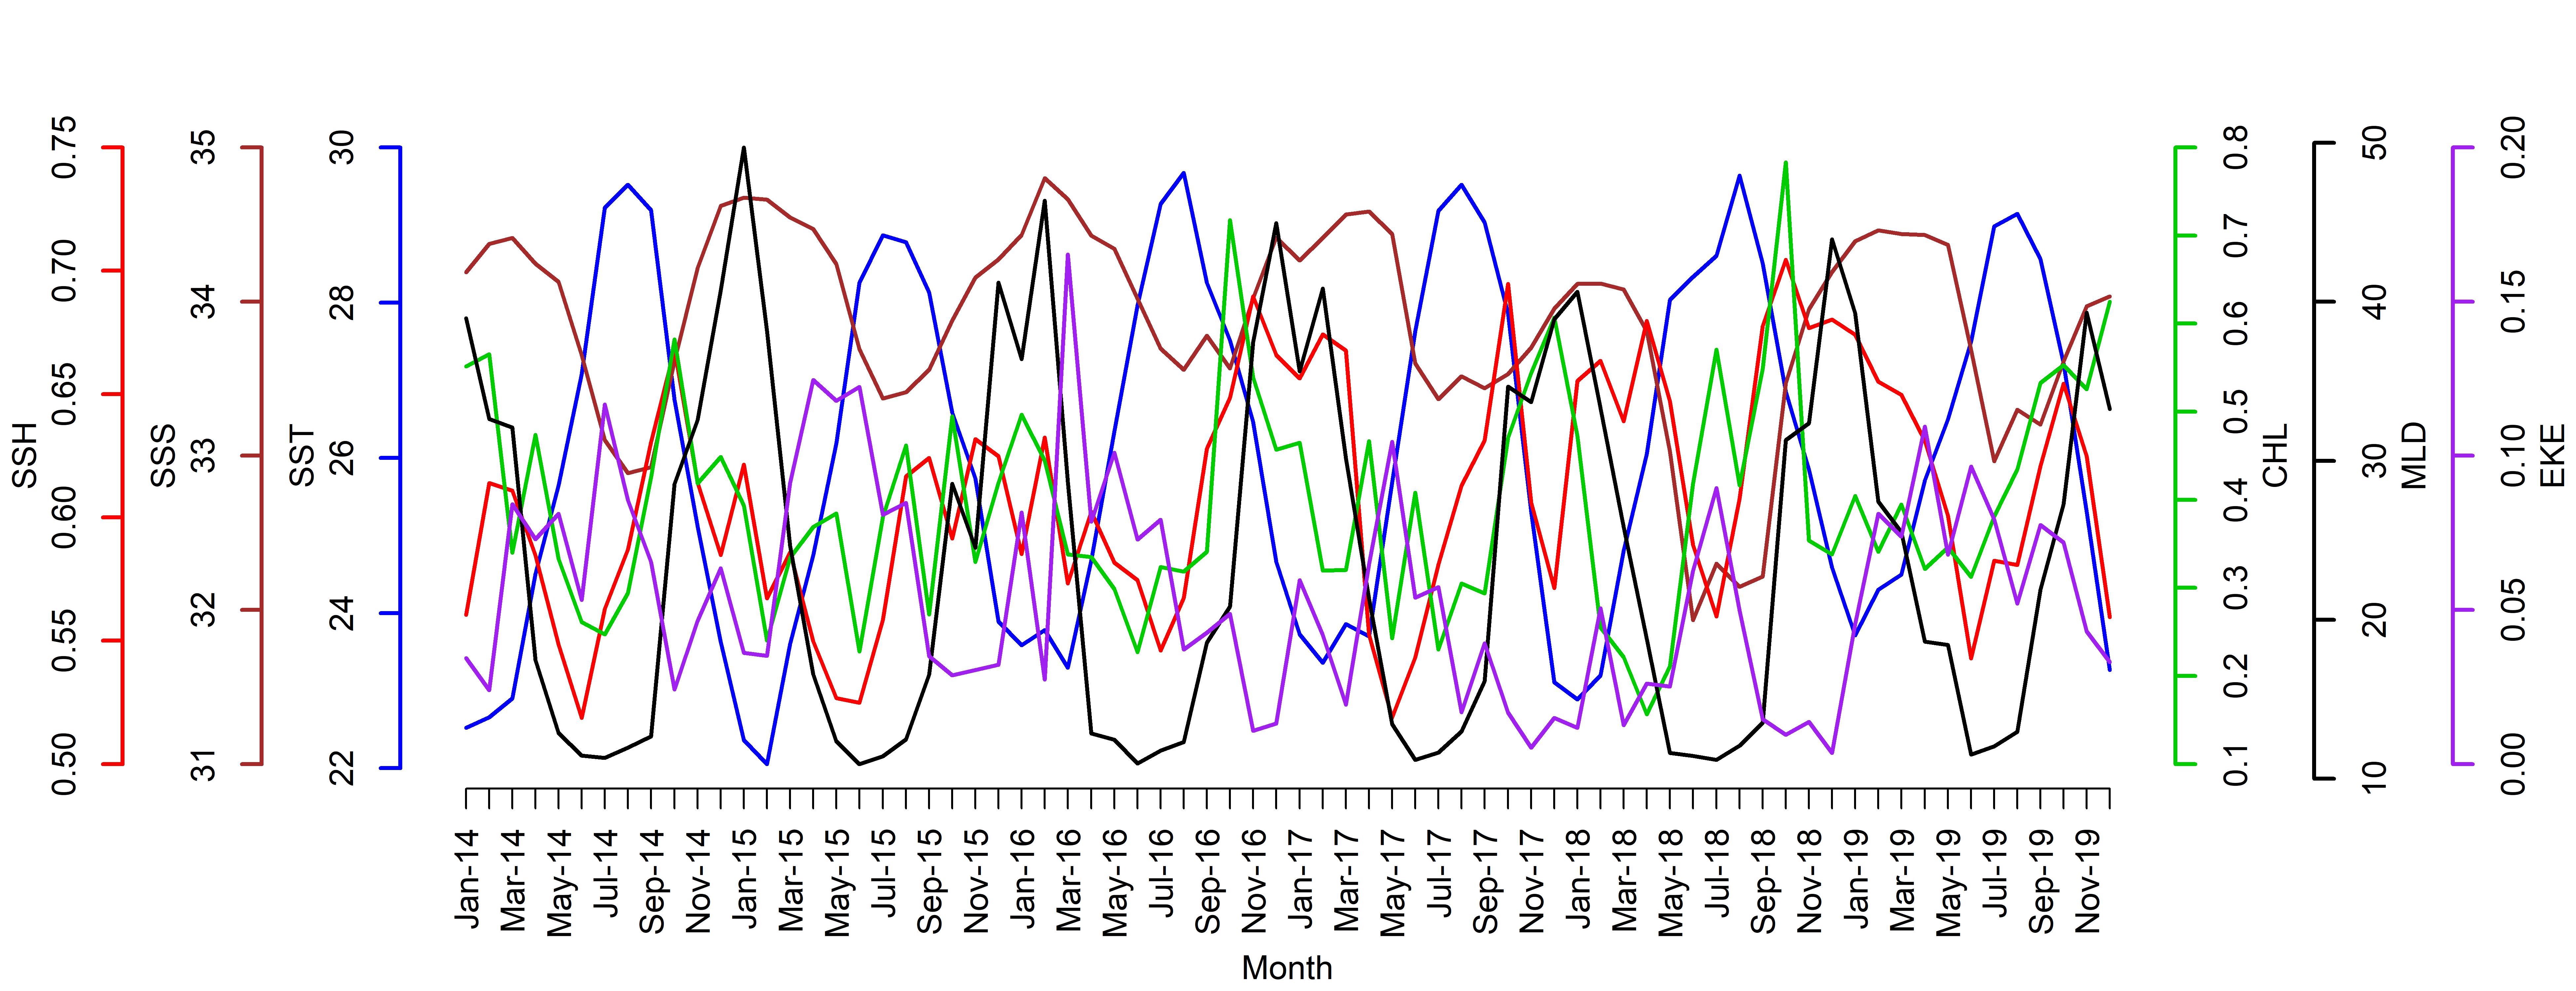 SSH
0.50
0.55
0.60
0.65
0.70
0.75
SSS
31
32
33
34
35
SST
22
24
26
28
30
CHL
0.1
0.2
0.3
0.4
0.5
0.6
0.7
0.8
MLD
10
20
30
40
50
EKE
0.00
0.05
0.10
0.15
0.20
Jan-14
Mar-14
May-14
Jul-14
Sep-14
Nov-14
Jan-15
Mar-15
May-15
Jul-15
Sep-15
Nov-15
Jan-16
Mar-16
May-16
Jul-16
Sep-16
Nov-16
Jan-17
Mar-17
May-17
Jul-17
Sep-17
Nov-17
Jan-18
Mar-18
May-18
Jul-18
Sep-18
Nov-18
Jan-19
Mar-19
May-19
Jul-19
Sep-19
Nov-19
Month